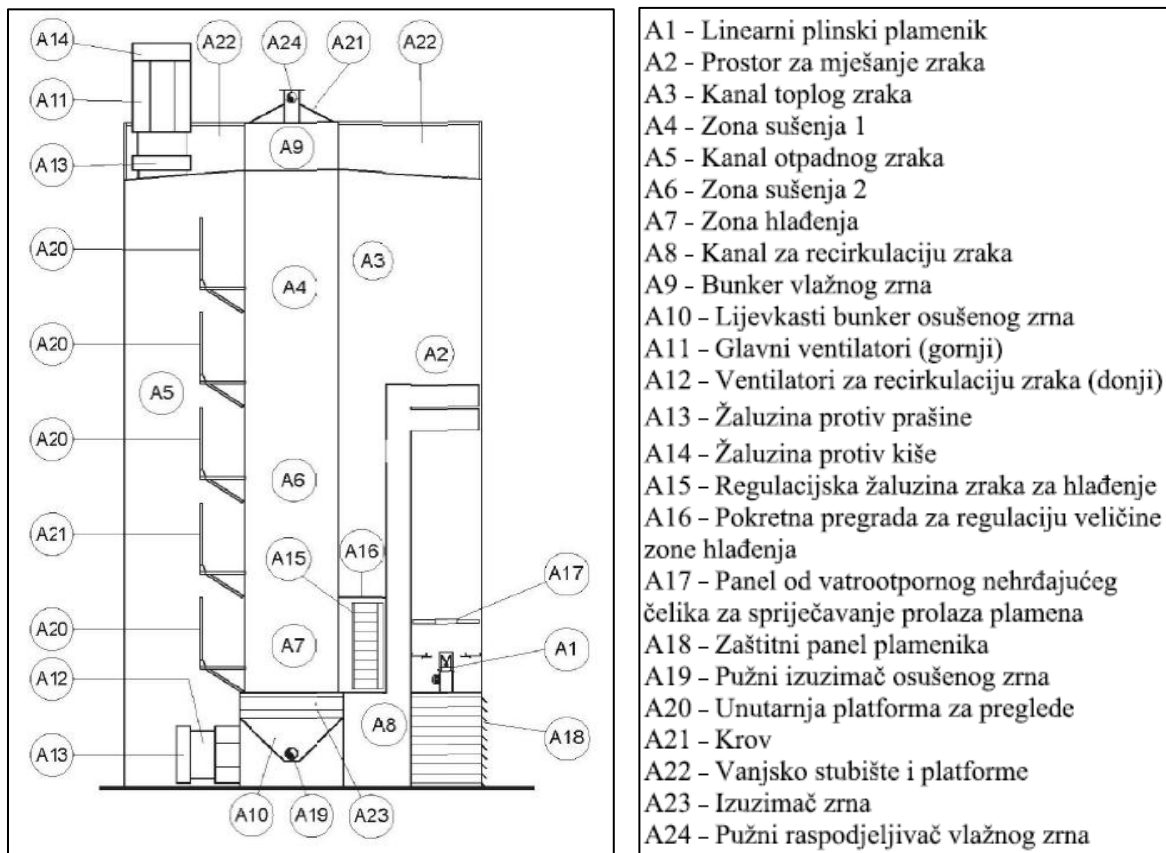 A14
A22
A24
A21
A22
A11
A9
A13
A20
A3
A4
A20
A2
A5
A20
A6
A21
A15
A16
A17
A20
A7
A1
A12
A8
A13
A18
A10
A19
A23
A1 - Linearni plinski plamenik
A2 - Prostor za mješanje zraka
A3 - Kanal toplog zraka
A4 - Zona sušenja 1
A5 - Kanal otpadnog zraka
A6 - Zona sušenja 2
A7 - Zona hlađenja
A8 - Kanal za recirkulaciju zraka
A9 - Bunker vlažnog zrna
A10 - Lijevkasti bunker osušenog zrna
A11 - Glavni ventilatori (gornji)
A12 - Ventilatori za recirkulaciju zraka (donji)
A13 - Žaluzina protiv prašine
A14 - Žaluzina protiv kiše
A15 - Regulacijska žaluzina zraka za hlađenje
A16 - Pokretna pregrada za regulaciju veličine
zone hlađenja
A17 - Panel od vatrootpornog nehrđajućeg
čelika za spriječavanje prolaza plamena
A18 - Zaštitni panel plamenika
A19 - Pužni izuzimač osušenog zrna
A20 - Unutarnja platforma za preglede
A21 - Krov
A22 - Vanjsko stubište i platforme
A23 - Izuzimač zrna
A24 - Pužni raspodjeljivač vlažnog zrna